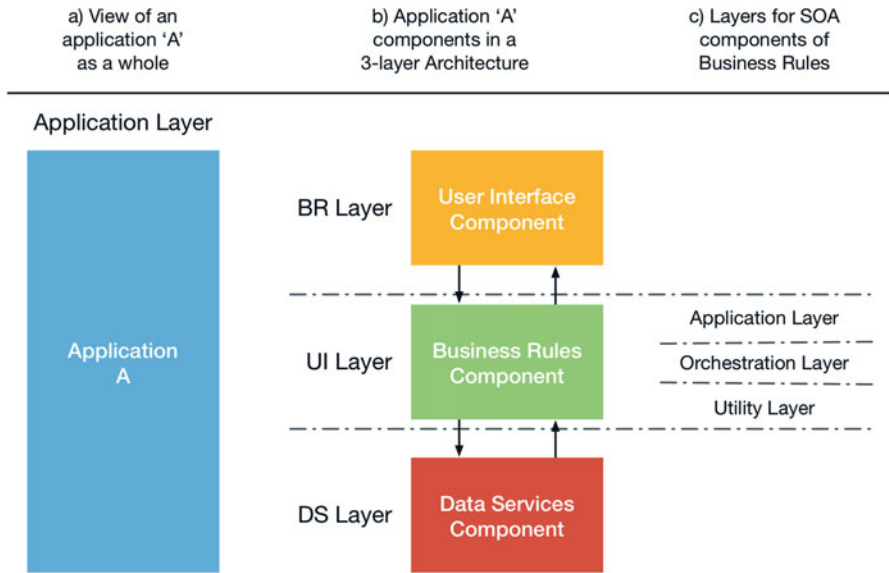 a) View of an
application ‘A’
as a whole
b) Application ‘A’
components in a
3-layer Architecture
c) Layers for SOA
components of
Business Rules
Application Layer
Application
A
BR Layer
User Interface
Component
UI Layer
Business Rules
Component
DS Layer
Data Services
Component
Application Layer
Orchestration Layer
Utility Layer